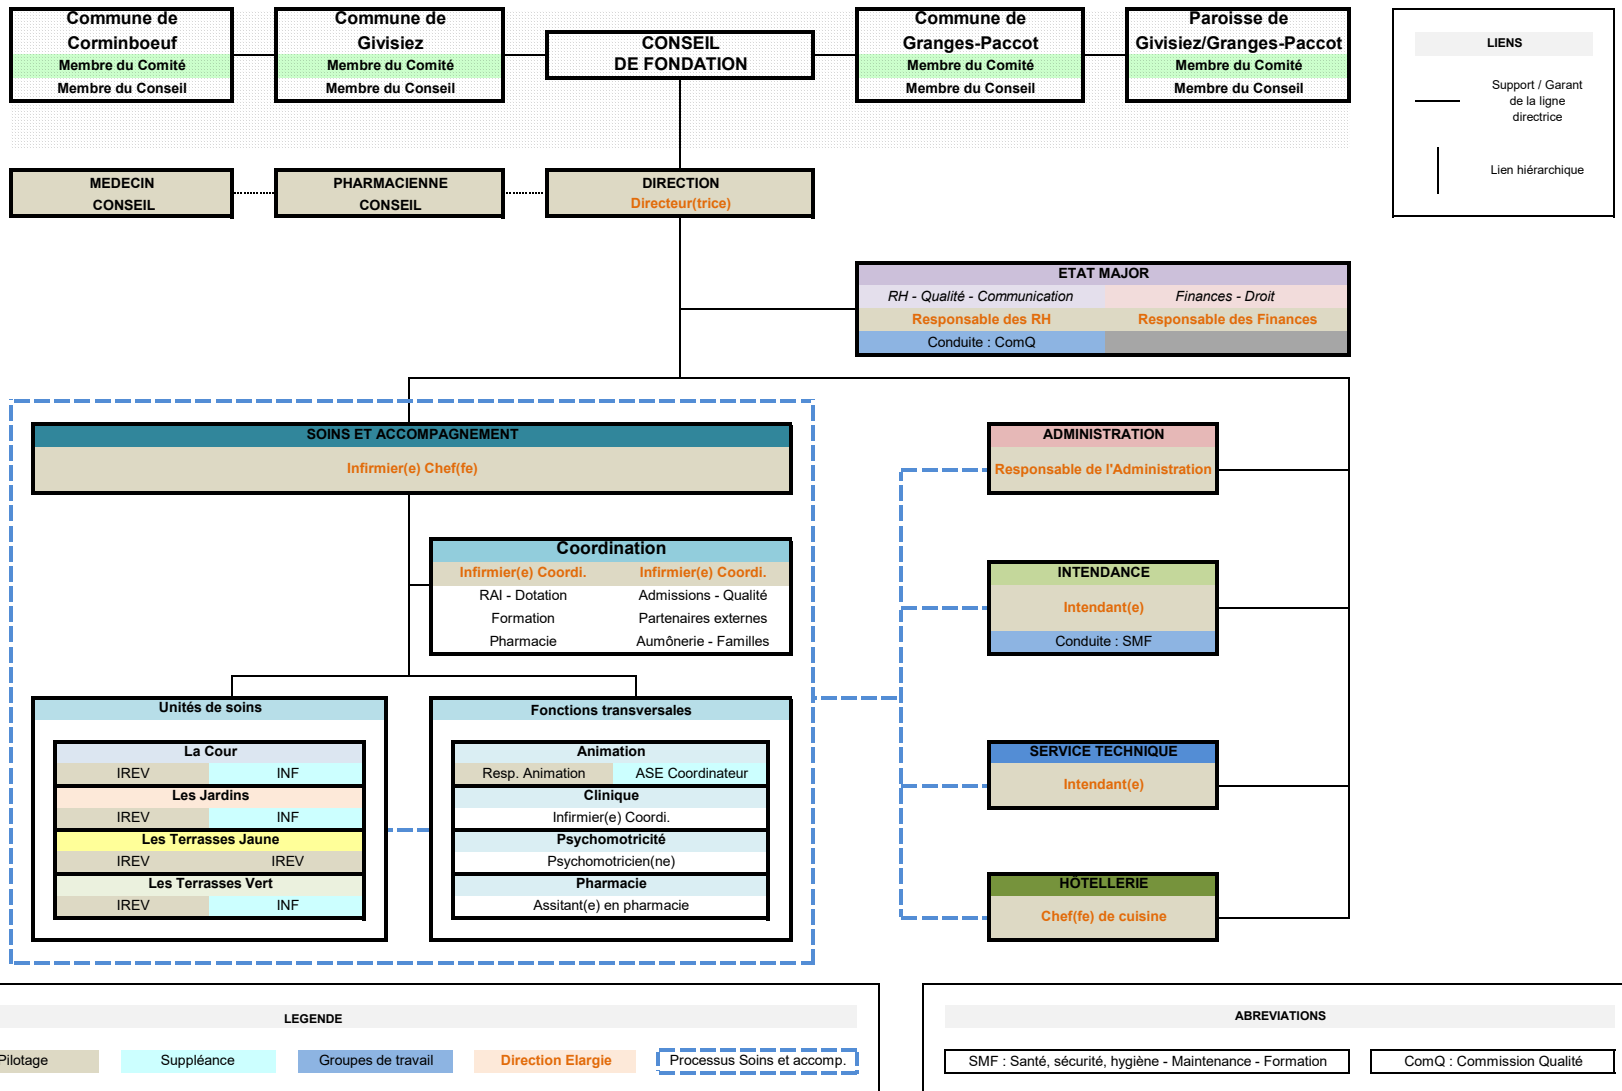 Commune de
Corminboeuf
Membre du Comité
Membre du Conseil
Commune de
Givisiez
Membre du Comité
Membre du Conseil
CONSEIL
DE FONDATION
Commune de
Granges-Paccot
Membre du Comité
Membre du Conseil
Paroisse de
Givisiez/Granges-Paccot
Membre du Comité
Membre du Conseil
LIENS
Support / Garant
de la ligne
directrice
Lien hiérarchique
MEDECIN
CONSEIL
PHARMACIENNE
CONSEIL
DIRECTION
Directeur(trice)
ETAT MAJOR
RH - Qualité - Communication
Finances - Droit
Responsable des RH
Responsable des Finances
Conduite : ComQ
SOINS ET ACCOMPAGNEMENT
Infirmier(e) Chef(fe)
ADMINISTRATION
Responsable de l'Administration
Coordination
Infirmier(e) Coordi.
Infirmier(e) Coordi.
RAI - Dotation
Admissions - Qualité
Formation
Partenaires externes
Pharmacie
Aumônerie - Familles
INTENDANCE
Intendant(e)
Conduite : SMF
Unités de soins
La Cour
IREV
INF
Les Jardins
IREV
INF
Les Terrasses Jaune
IREV
IREV
Les Terrasses Vert
IREV
INF
Fonctions transversales
Animation
Resp. Animation
ASE Coordinateur
Clinique
Infirmier(e) Coordi.
Psychomotricité
Psychomotricien(ne)
Pharmacie
Assitant(e) en pharmacie
SERVICE TECHNIQUE
Intendant(e)
HÔTELLERIE
Chef(fe) de cuisine
LEGENDE
Pilotage
Suppléance
Groupes de travail
Direction Elargie
Processus Soins et accomp.
ABREVIATIONS
SMF : Santé, sécurité, hygiène - Maintenance - Formation
ComQ : Commission Qualité